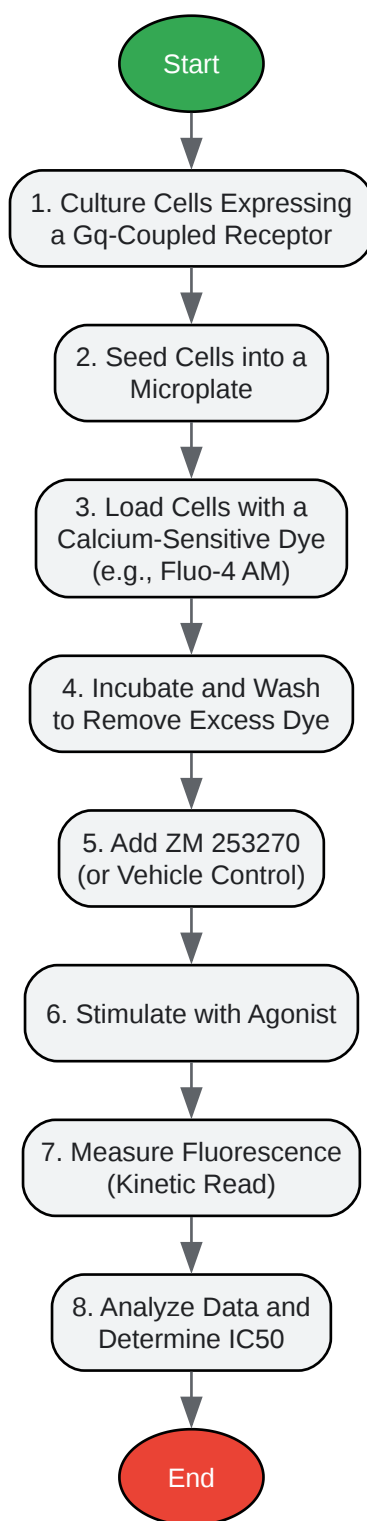 Start
1. Culture Cells Expressing
a Gq-Coupled Receptor
2. Seed Cells into a
Microplate
3. Load Cells with a
Calcium-Sensitive Dye
(e.g., Fluo-4 AM)
4. Incubate and Wash
to Remove Excess Dye
5. Add ZM 253270
(or Vehicle Control)
6. Stimulate with Agonist
7. Measure Fluorescence
(Kinetic Read)
8. Analyze Data and
Determine IC50
End